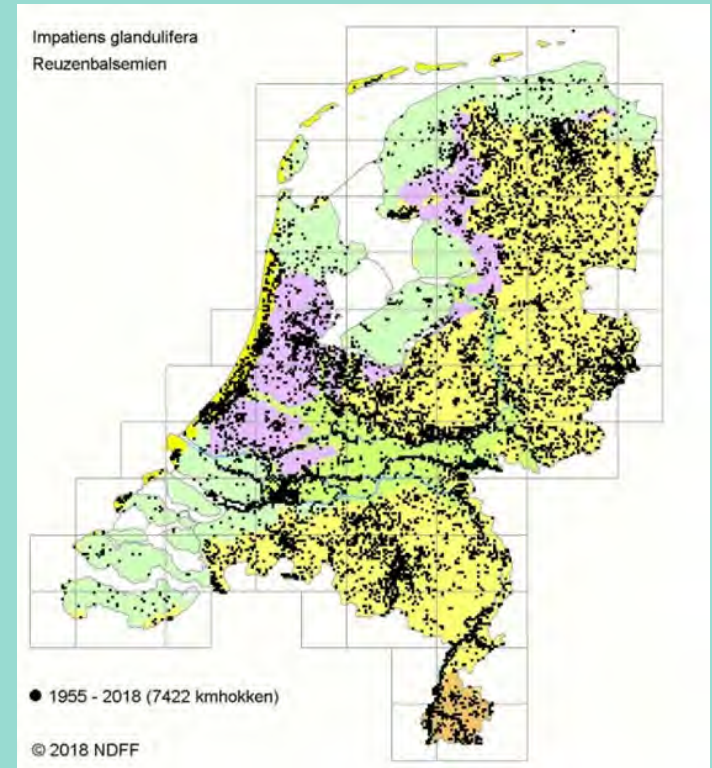 Impatiens glandulifera
Reuzenbalsemien
● 1955 - 2018 (7422 kmhokken)
© 2018 NDFF